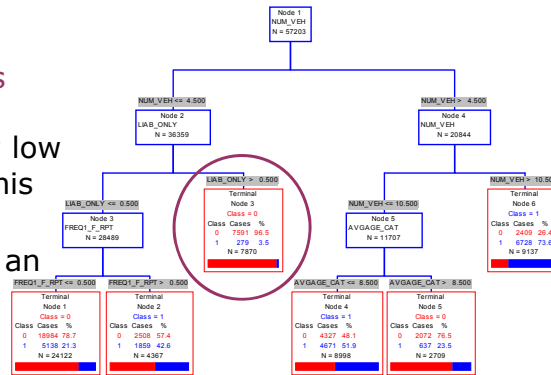 s
low
his
an
Node 1
NUM_VEH
N = 57203
NUM_VEH <= 4.500
NUM_VEH > 4.500
Node 2
LIAB_ONLY
N = 36359
Node 4
NUM_VEH
N = 20844
LIAB_ONLY <= 0.500
LIAB_ONLY > 0.500
NUM_VEH <= 10.500
NUM_VEH > 10.500
Node 3
FREQ1_F_RPT
N = 28489
Terminal
Node 3
Class = 0
Class Cases %
0 7591 96.5
1 279 3.5
N = 7870
Node 5
AVGAGE_CAT
N = 11707
Terminal
Node 6
Class = 1
Class Cases %
0 2409 26.4
1 6728 73.6
N = 9137
FREQ1_F_RPT <= 0.500
FREQ1_F_RPT > 0.500
AVGAGE_CAT <= 8.500
AVGAGE_CAT > 8.500
Terminal
Node 1
Class = 0
Class Cases %
0 18984 78.7
1 5138 21.3
N = 24122
Terminal
Node 2
Class = 1
Class Cases %
0 2508 57.4
1 1859 42.6
N = 4367
Terminal
Node 4
Class = 1
Class Cases %
0 4327 48.1
1 4671 51.9
N = 8998
Terminal
Node 5
Class = 0
Class Cases %
0 2072 76.5
1 637 23.5
N = 2709